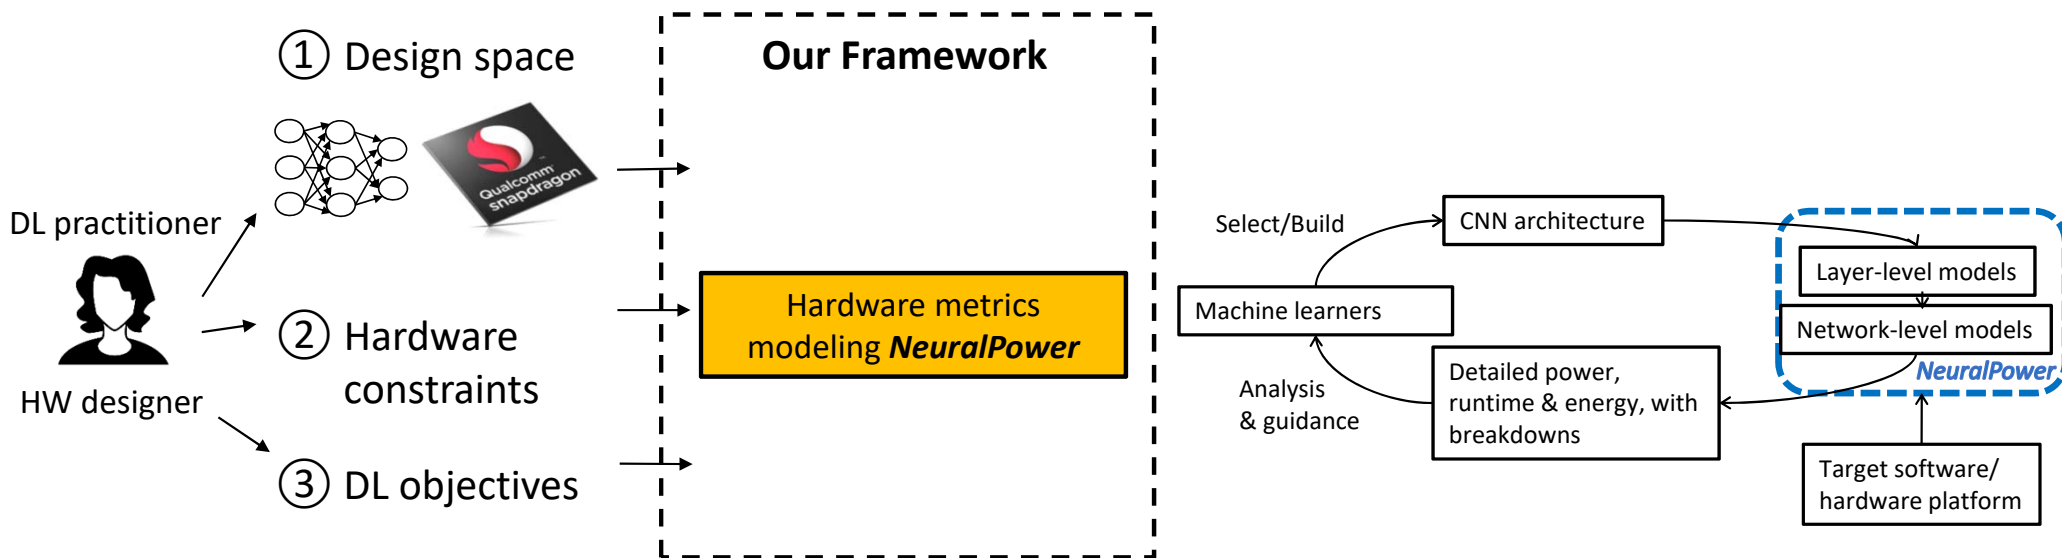 ① Design space
Qualcomm
snapdragon
DL practitioner
HW designer
② Hardware
constraints
③ DL objectives
Our Framework
Hardware metrics
modeling NeuralPower
Select/Build
CNN architecture
Machine learners
Layer-level models
Network-level models
NeuralPower
Analysis
& guidance
Detailed power,
runtime & energy, with
breakdowns
Target software/
hardware platform